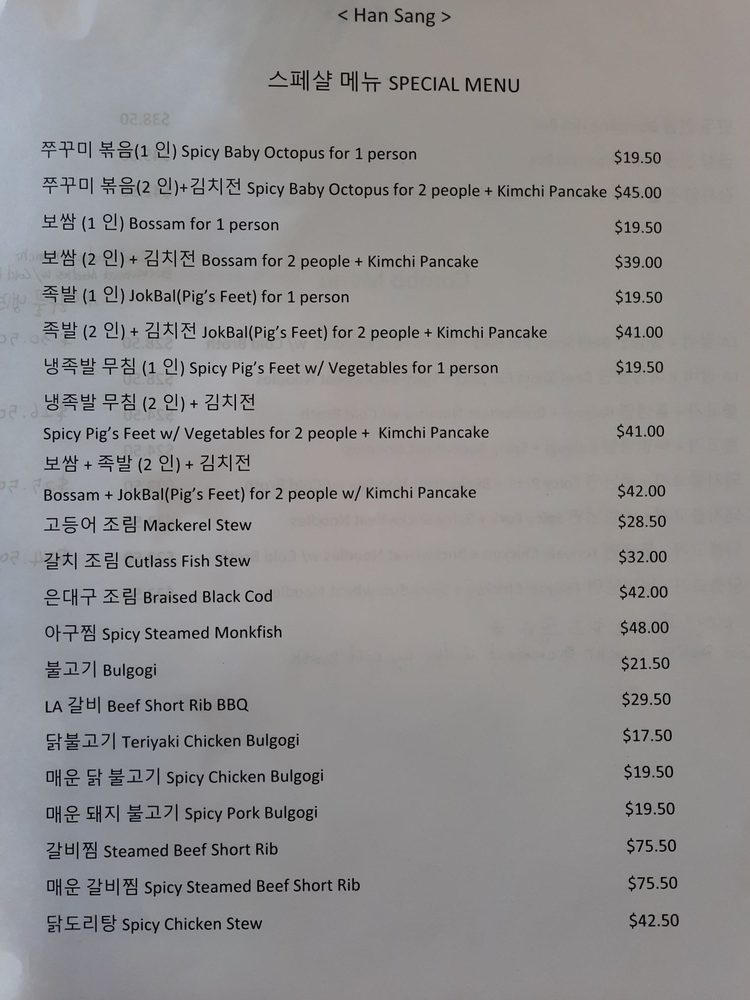 < Han Sang >
스페샬 메뉴 SPECIAL MENU
쭈꾸미 볶음(1 인) Spicy Baby Octopus for 1 person $19.50
쭈꾸미 볶음(2 인)+김치전 Spicy Baby Octopus for 2 people + Kimchi Pancake $45.00
보쌈 (1 인) Bossam for 1 person $19.50
보쌈 (2 인) + 김치전 Bossam for 2 people + Kimchi Pancake $39.00
족발 (1 인) JokBal(Pig's Feet) for 1 person $19.50
족발 (2 인) + 김치전 JokBal(Pig's Feet) for 2 people + Kimchi Pancake $41.00
냉족발 무침 (1 인) Spicy Pig's Feet w/ Vegetables for 1 person $19.50
냉족발 무침 (2 인) + 김치전
Spicy Pig's Feet w/ Vegetables for 2 people + Kimchi Pancake $41.00
보쌈 + 족발 (2 인) + 김치전
Bossam + JokBal(Pig's Feet) for 2 people w/ Kimchi Pancake $42.00
고등어 조림 Mackerel Stew $28.50
갈치 조림 Cutlass Fish Stew $32.00
은대구 조림 Braised Black Cod $42.00
아구찜 Spicy Steamed Monkfish $48.00
불고기 Bulgogi $21.50
LA 갈비 Beef Short Rib BBQ $29.50
닭불고기 Teriyaki Chicken Bulgogi $17.50
매운 닭 불고기 Spicy Chicken Bulgogi $19.50
매운 돼지 불고기 Spicy Pork Bulgogi $19.50
갈비찜 Steamed Beef Short Rib $75.50
매운 갈비찜 Spicy Steamed Beef Short Rib $75.50
닭도리탕 Spicy Chicken Stew $42.50